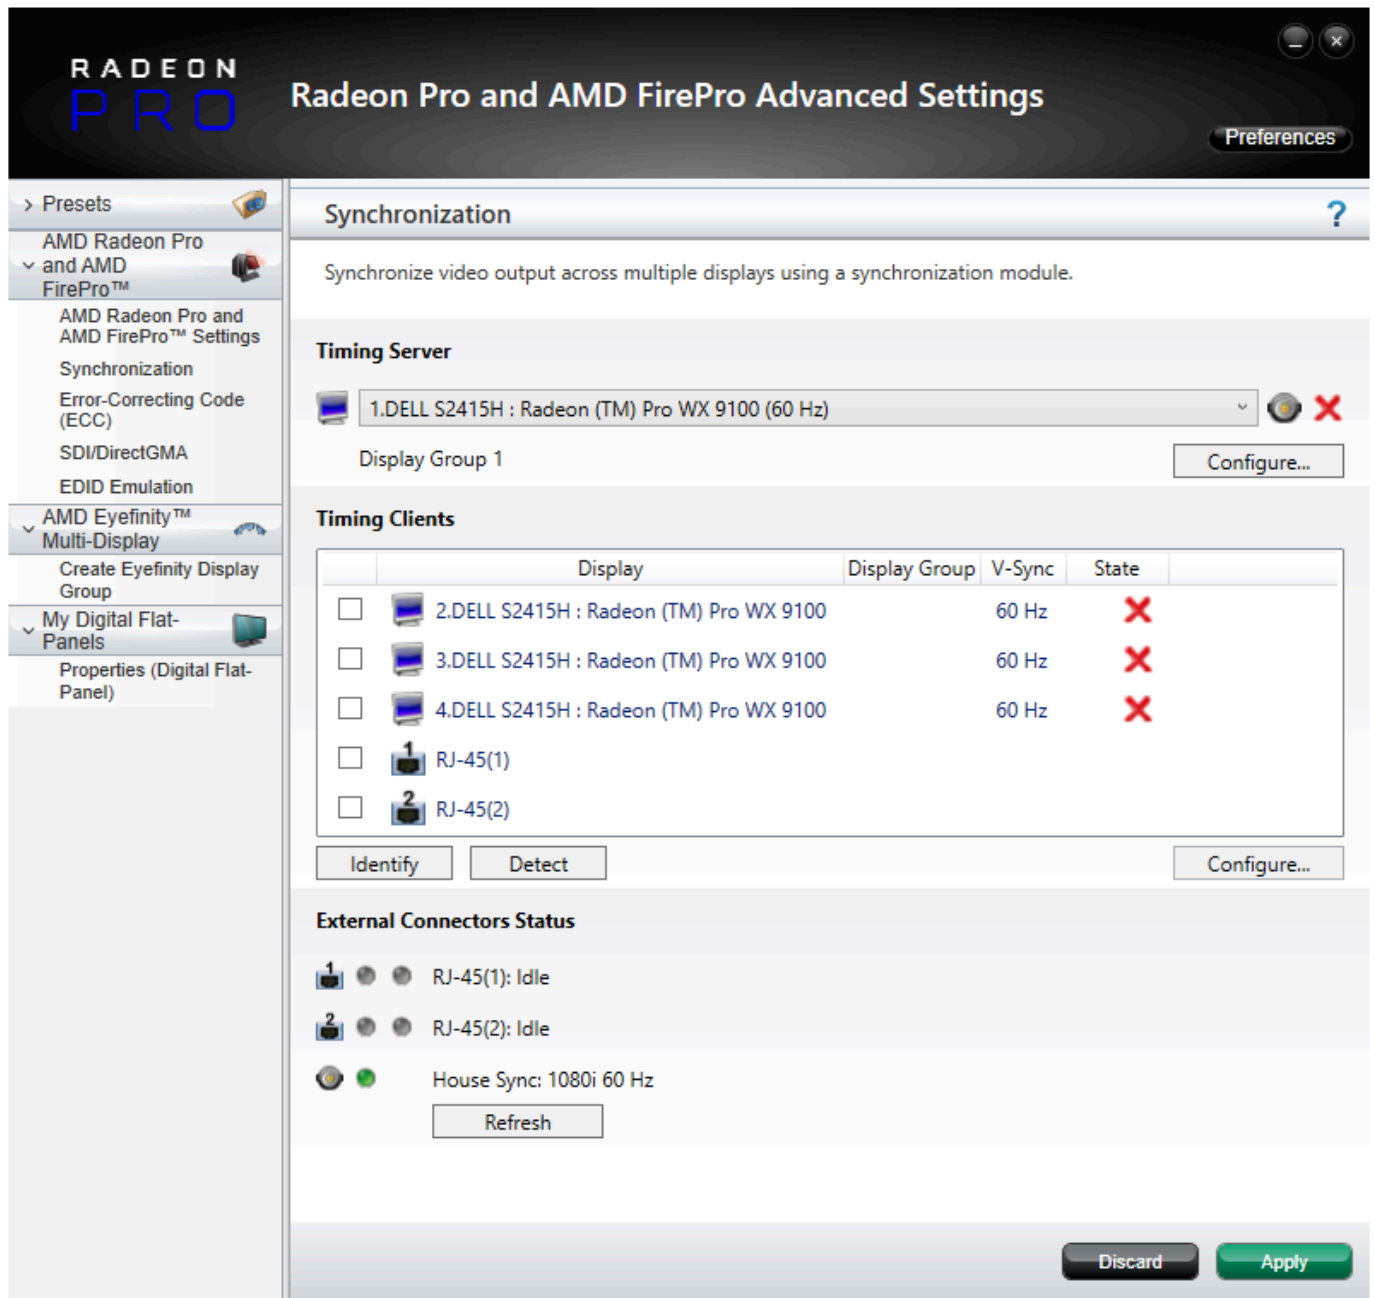 RADEON
PRO
Radeon Pro and AMD FirePro Advanced Settings
Preferences
Presets
AMD Radeon Pro
and AMD
FirePro™
AMD Radeon Pro and
AMD FirePro™ Settings
Synchronization
Error-Correcting Code
(ECC)
SDI/DirectGMA
EDID Emulation
AMD Eyefinity™
Multi-Display
Create Eyefinity Display
Group
My Digital Flat-
Panels
Properties (Digital Flat-
Panel)
Synchronization
?
Synchronize video output across multiple displays using a synchronization module.
Timing Server
1.DELL S2415H : Radeon (TM) Pro WX 9100 (60 Hz)
Display Group 1
Configure...
Timing Clients
Display Display Group V-Sync State
2.DELL S2415H : Radeon (TM) Pro WX 9100 60 Hz
3.DELL S2415H : Radeon (TM) Pro WX 9100 60 Hz
4.DELL S2415H : Radeon (TM) Pro WX 9100 60 Hz
1 RJ-45(1)
2 RJ-45(2)
Identify Detect Configure...
External Connectors Status
1 RJ-45(1): Idle
2 RJ-45(2): Idle
House Sync: 1080i 60 Hz
Refresh
Discard Apply